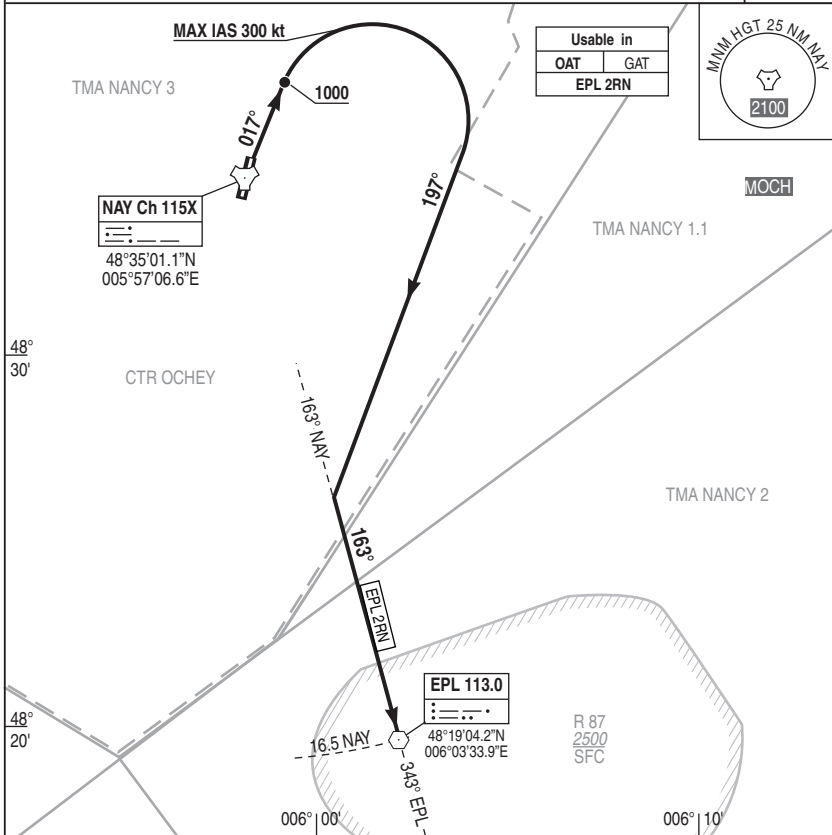 MAX IAS 300 kt
Usable in
OAT GAT
EPL 2RN
MNM HGT 25 NM NAY
2100
TMA NANCY 3
1000
017°
197°
MOCH
NAY Ch 115X
48°35'01.1"N
005°57'06.6"E
TMA NANCY 1.1
48°
30'
CTR OCHEY
163° NAY
TMA NANCY 2
163°
EPL 2RN
EPL 113.0
48°19'04.2"N
006°03'33.9"E
48°
20'
16.5 NAY
343° EPL
R 87
2500
SFC
006° 00'
006° 10'